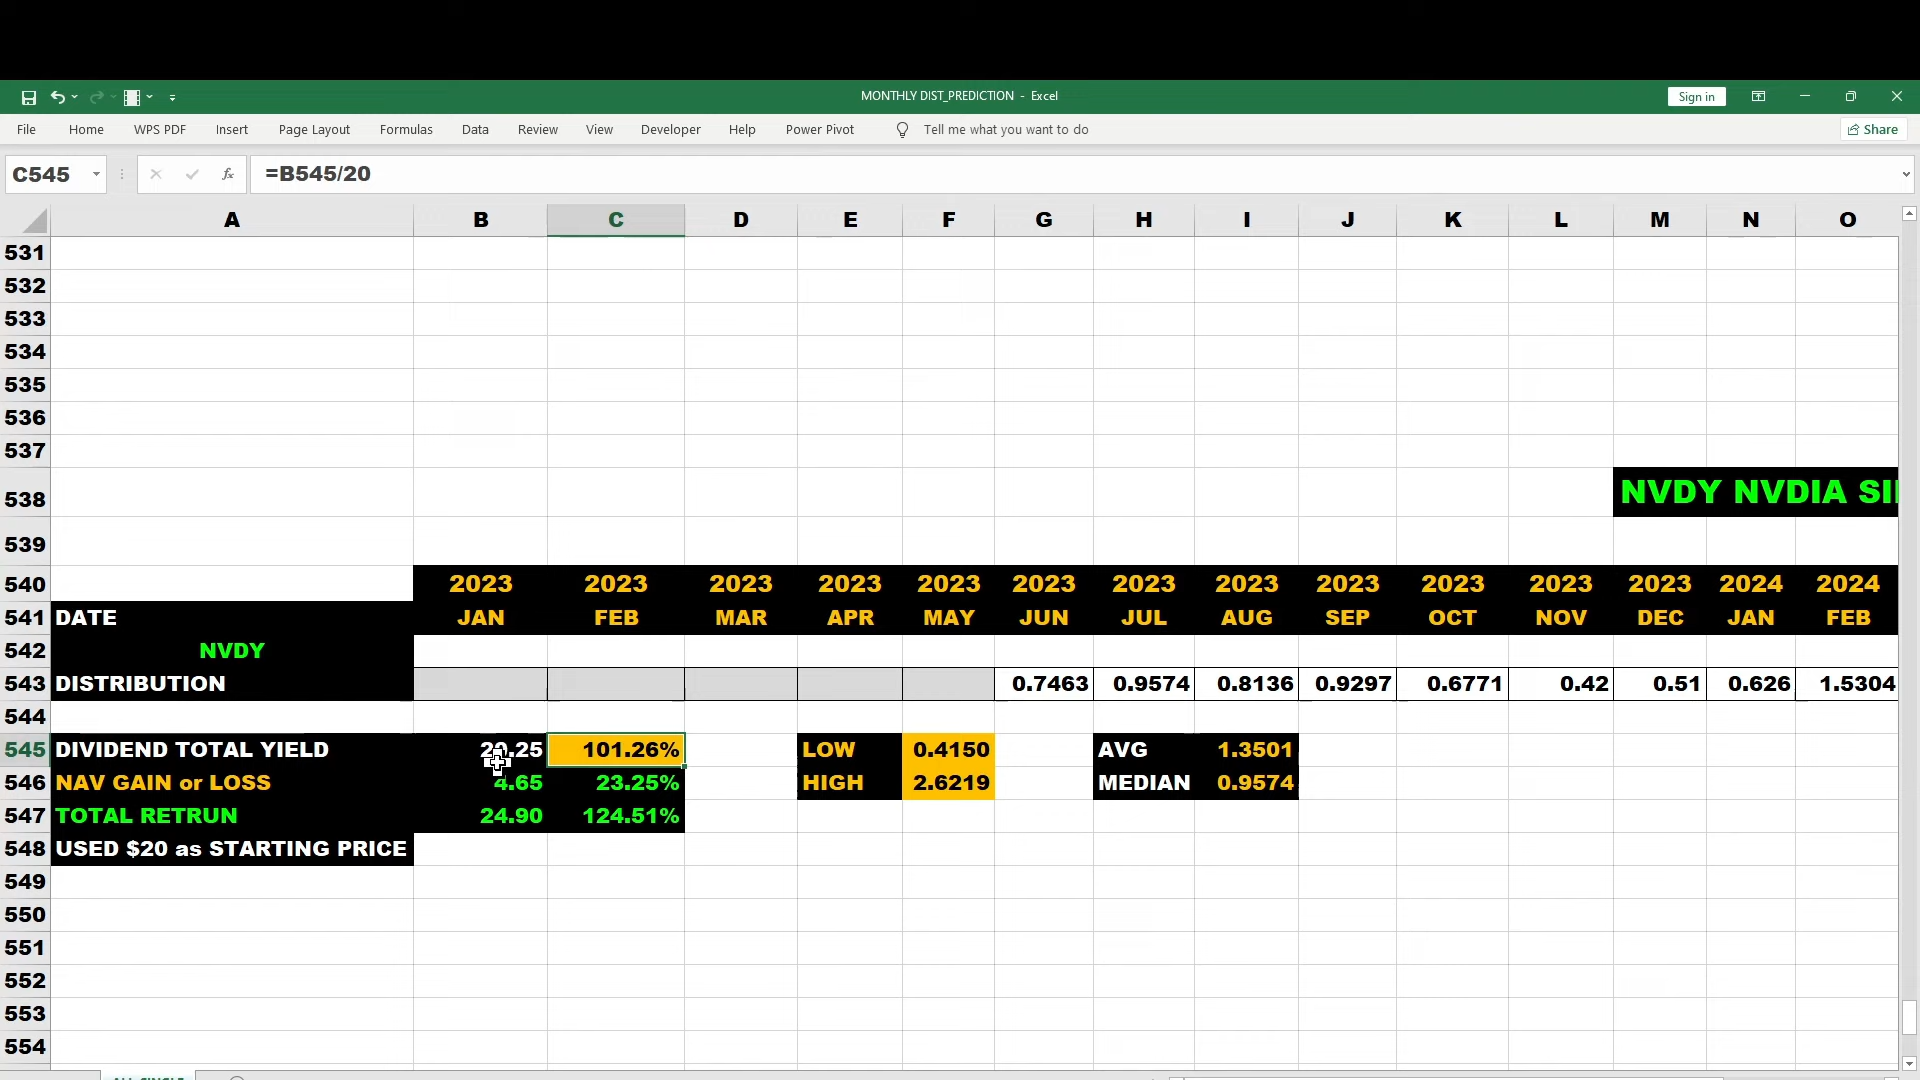 MONTHLY DIST_PREDICTION - Excel
Sign in
File Home WPS PDF Insert Page Layout Formulas Data Review View Developer Help Power Pivot Tell me what you want to do Share
C545 fx =B545/20
A B C D E F G H I J K L M N O
531
532
533
534
535
536
537
538 NVDY NVDIA SI
539
540 2023 2023 2023 2023 2023 2023 2023 2023 2023 2023 2023 2023 2024 2024
541 DATE JAN FEB MAR APR MAY JUN JUL AUG SEP OCT NOV DEC JAN FEB
542 NVDY
543 DISTRIBUTION 0.7463 0.9574 0.8136 0.9297 0.6771 0.42 0.51 0.626 1.5304
544
545 DIVIDEND TOTAL YIELD 20.25 101.26% LOW 0.4150 AVG 1.3501
546 NAV GAIN or LOSS 4.65 23.25% HIGH 2.6219 MEDIAN 0.9574
547 TOTAL RETRUN 24.90 124.51%
548 USED $20 as STARTING PRICE
549
550
551
552
553
554